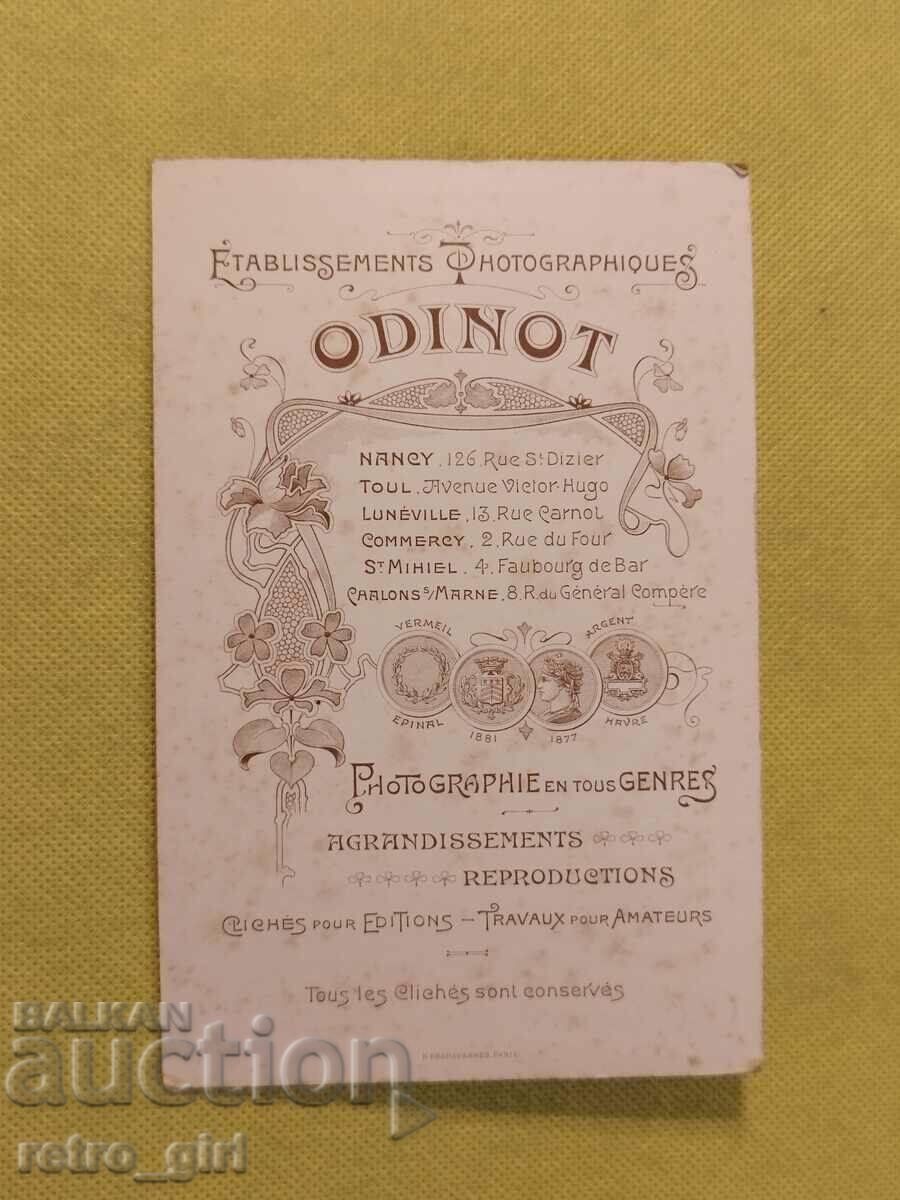 ÉTABLISSEMENTS PHOTOGRAPHIQUES
ODINOT
NANCY, 126 Rue St Dizier
TOUL, Avenue Victor-Hugo
LUNÉVILLE, 13, Rue Carnot
COMMERCY, 2, Rue du Four
ST MIHIEL, 4, Faubourg de Bar
CHALONS S/MARNE, 8, R. du Général Compère
VERMEIL
ARGENT
EPINAL
1881
1877
HAVRE
PHOTOGRAPHIE EN TOUS GENRES
AGRANDISSEMENTS
REPRODUCTIONS
CLICHÉS POUR EDITIONS – TRAVAUX POUR AMATEURS
Tous les Clichés sont conservés
PARIS
BALKAN
auction
retro_girl